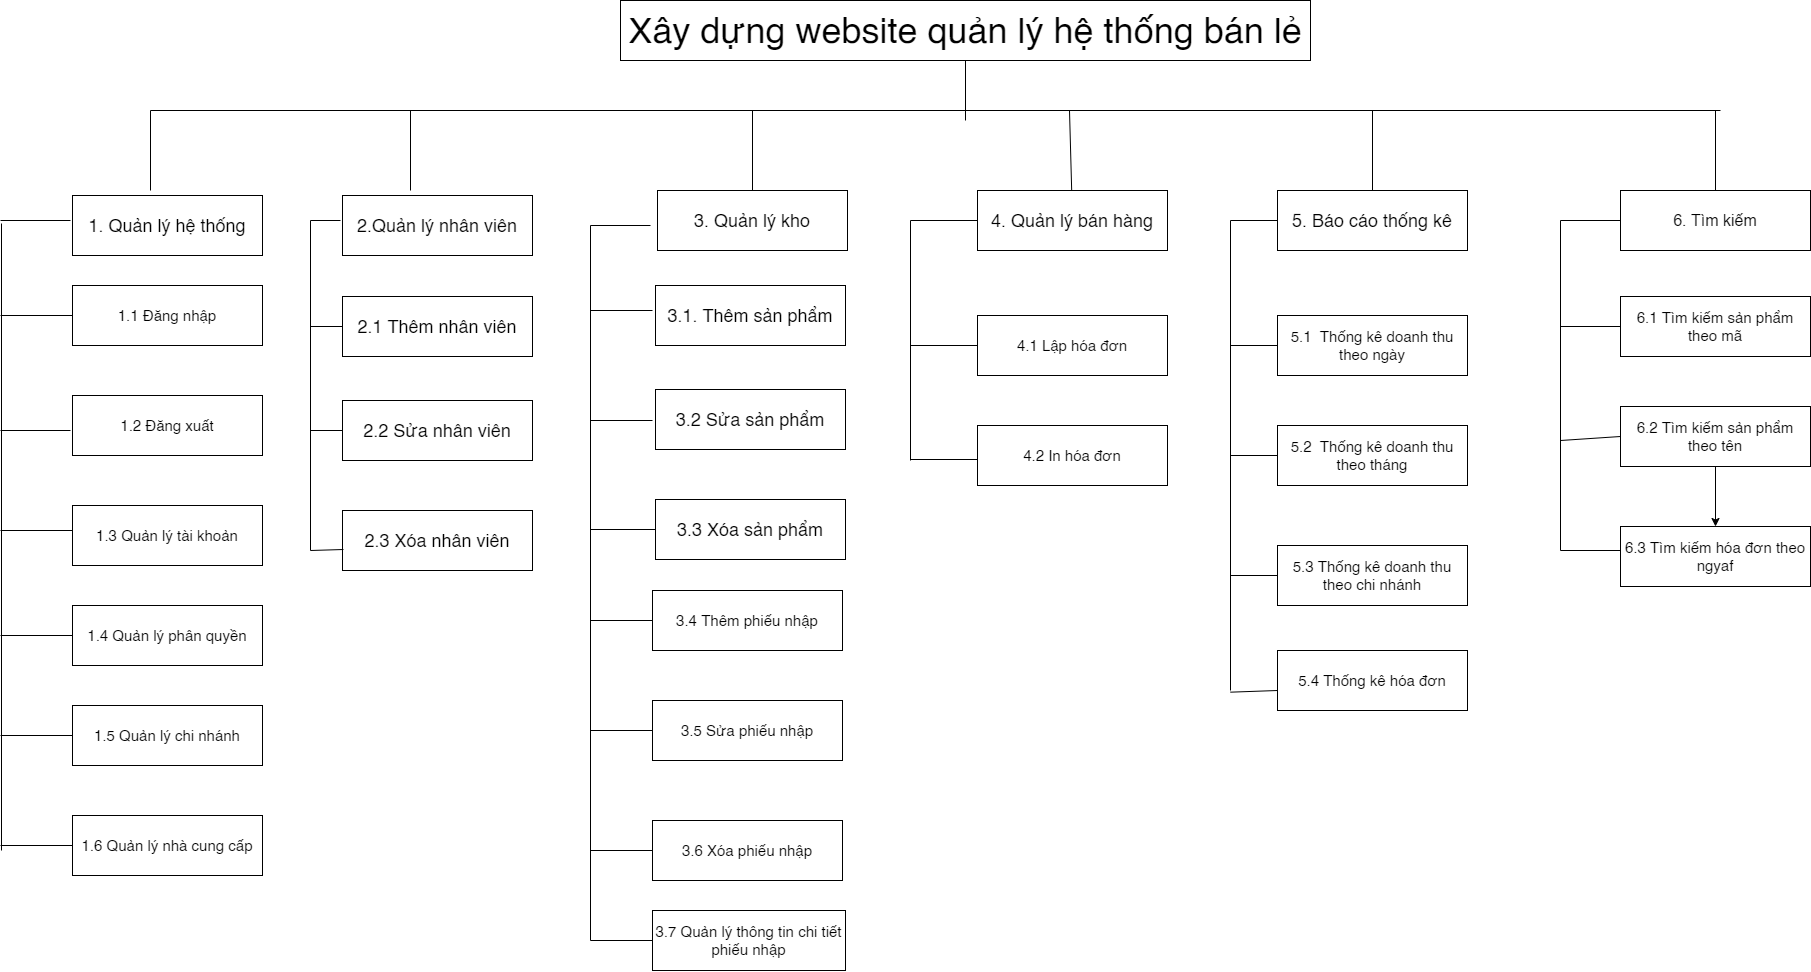 Xây dựng website quản lý hệ thống bán lẻ
1. Quản lý hệ thống
1.1 Đăng nhập
1.2 Đăng xuất
1.3 Quản lý tài khoản
1.4 Quản lý phân quyền
1.5 Quản lý chi nhánh
1.6 Quản lý nhà cung cấp
2.Quản lý nhân viên
2.1 Thêm nhân viên
2.2 Sửa nhân viên
2.3 Xóa nhân viên
3. Quản lý kho
3.1. Thêm sản phẩm
3.2 Sửa sản phẩm
3.3 Xóa sản phẩm
3.4 Thêm phiếu nhập
3.5 Sửa phiếu nhập
3.6 Xóa phiếu nhập
3.7 Quản lý thông tin chi tiết
phiếu nhập
4. Quản lý bán hàng
4.1 Lập hóa đơn
4.2 In hóa đơn
5. Báo cáo thống kê
5.1 Thống kê doanh thu
theo ngày
5.2 Thống kê doanh thu
theo tháng
5.3 Thống kê doanh thu
theo chi nhánh
5.4 Thống kê hóa đơn
6. Tìm kiếm
6.1 Tìm kiếm sản phẩm
theo mã
6.2 Tìm kiếm sản phẩm
theo tên
6.3 Tìm kiếm hóa đơn theo
ngyaf